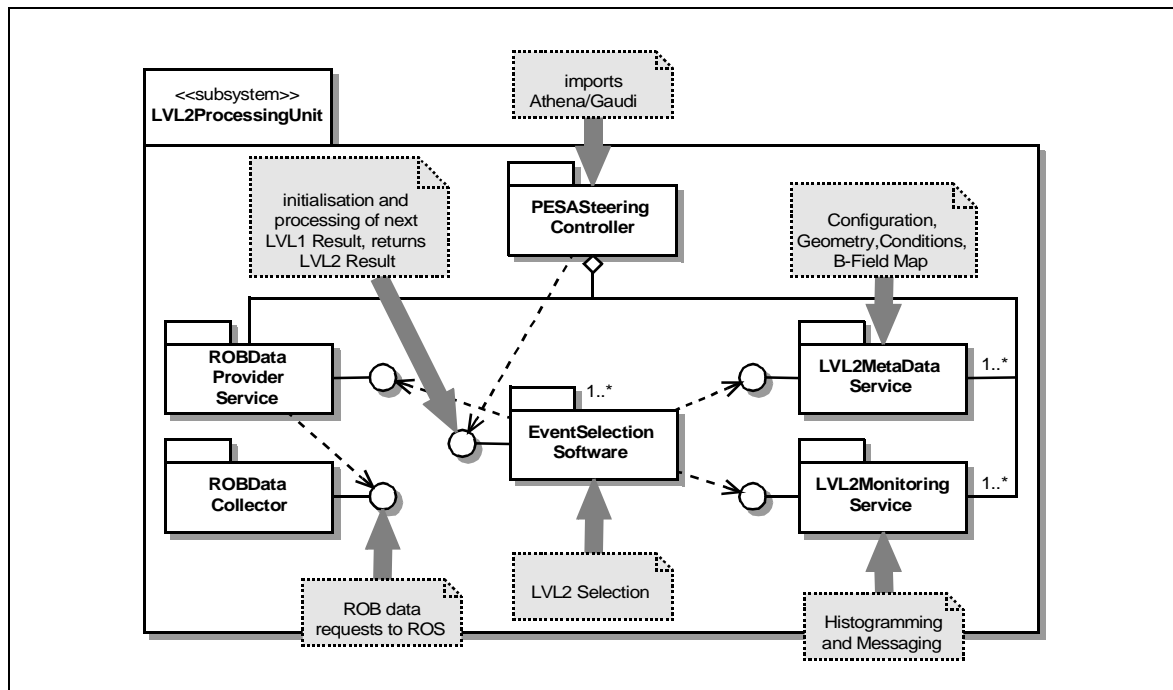 imports
Athena/Gaudi
<<subsystem>>
LVL2ProcessingUnit
initialisation and
processing of next
LVL1 Result, returns
LVL2 Result
PESASteering
Controller
Configuration,
Geometry,Conditions,
B-Field Map
ROBData
Provider
Service
1..*
LVL2MetaData
Service
1..*
EventSelection
Software
ROBData
Collector
LVL2Monitoring
Service
1..*
ROB data
requests to ROS
LVL2 Selection
Histogramming
and Messaging